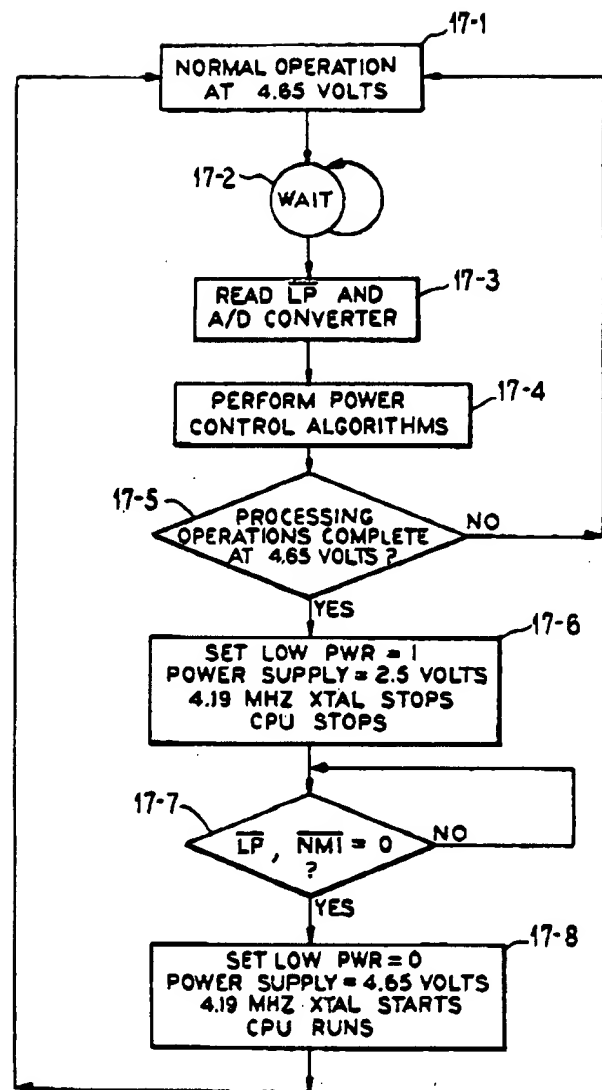 17-1
NORMAL OPERATION
AT 4.65 VOLTS
17-2
WAIT
17-3
READ L̅P̅ AND
A/D CONVERTER
17-4
PERFORM POWER
CONTROL ALGORITHMS
17-5
PROCESSING
OPERATIONS COMPLETE
AT 4.65 VOLTS ?
NO
YES
17-6
SET LOW PWR = 1
POWER SUPPLY = 2.5 VOLTS
4.19 MHZ XTAL STOPS
CPU STOPS
17-7
L̅P̅, N̅M̅I̅ = 0
?
NO
YES
17-8
SET LOW PWR = 0
POWER SUPPLY = 4.65 VOLTS
4.19 MHZ XTAL STARTS
CPU RUNS